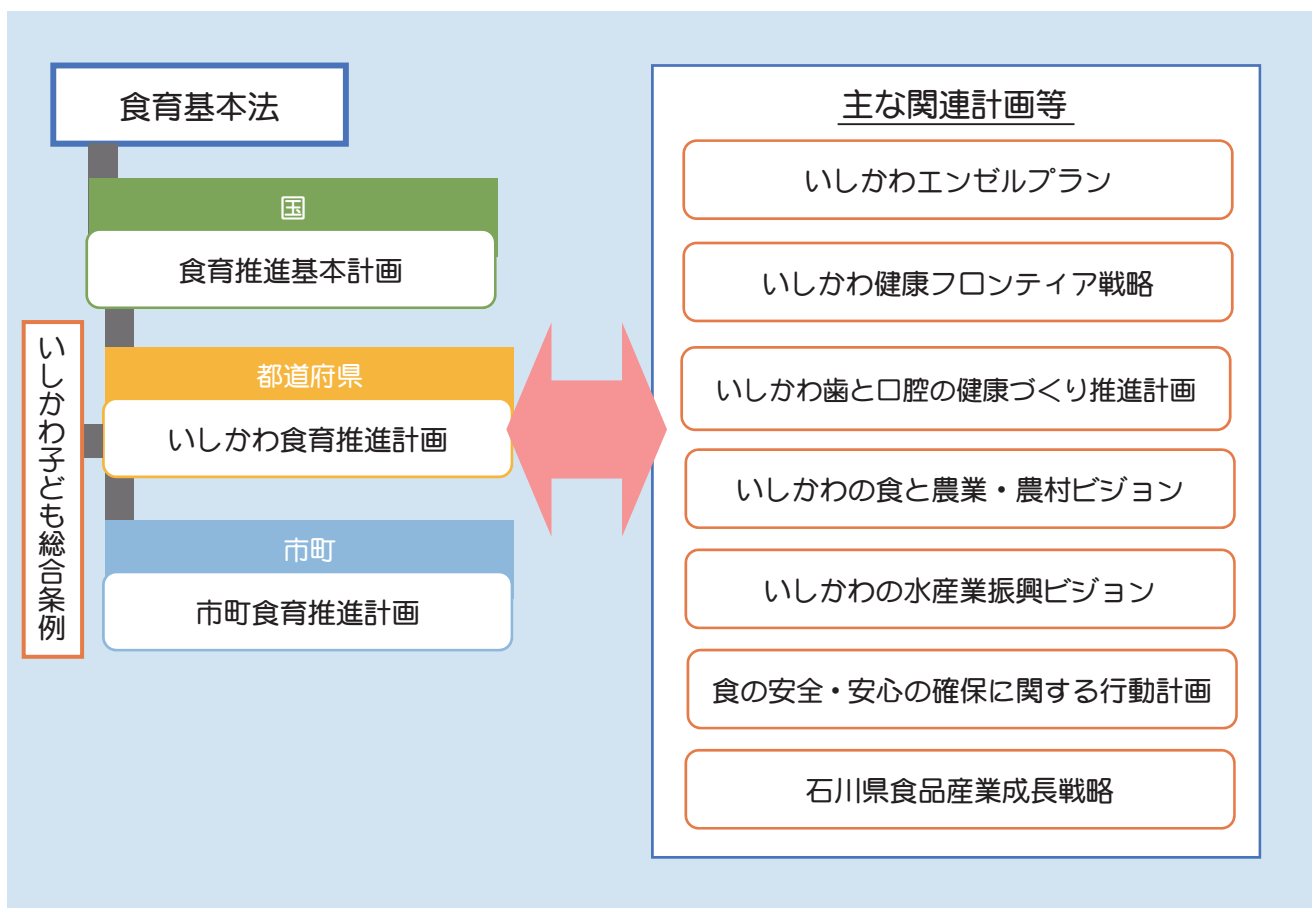 食育基本法
国
食育推進基本計画
いしかわ子ども総合条例
都道府県
いしかわ食育推進計画
市町
市町食育推進計画
主な関連計画等
いしかわエンゼルプラン
いしかわ健康フロンティア戦略
いしかわ歯と口腔の健康づくり推進計画
いしかわの食と農業・農村ビジョン
いしかわの水産業振興ビジョン
食の安全・安心の確保に関する行動計画
石川県食品産業成長戦略